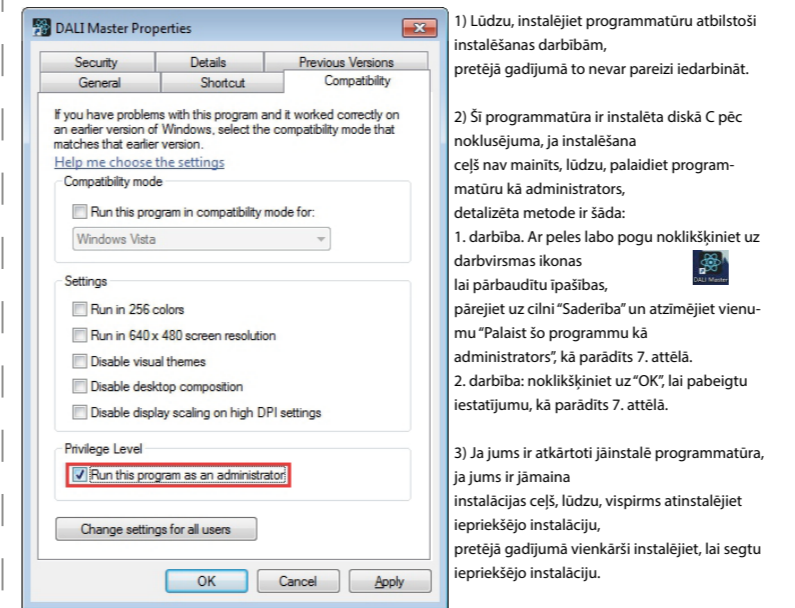 DALI Master Properties
Security Details Previous Versions
General Shortcut Compatibility
If you have problems with this program and it worked correctly on
an earlier version of Windows, select the compatibility mode that
matches that earlier version.
Help me choose the settings
Compatibility mode
Run this program in compatibility mode for:
Windows Vista
Settings
Run in 256 colors
Run in 640 x 480 screen resolution
Disable visual themes
Disable desktop composition
Disable display scaling on high DPI settings
Privilege Level
Run this program as an administrator
Change settings for all users
OK Cancel Apply
1) Lūdzu, instalējiet programmatūru atbilstoši
instalēšanas darbībām,
pretējā gadījumā to nevar pareizi iedarbināt.
2) Šī programmatūra ir instalēta diskā C pēc
noklusējuma, ja instalēšana
ceļš nav mainīts, lūdzu, palaidiet program-
matūru kā administrators,
detalizēta metode ir šāda:
1. darbība. Ar peles labo pogu noklikšķiniet uz
darbvirsmas ikonas
DALI Master
lai pārbaudītu īpašības,
pārejiet uz cilni “Saderība” un atzīmējiet vienu-
mu “Palaist šo programmu kā
administrators”, kā parādīts 7. attēlā.
2. darbība: noklikšķiniet uz “OK”, lai pabeigtu
iestatījumu, kā parādīts 7. attēlā.
3) Ja jums ir atkārtoti jāinstalē programmatūra,
ja jums ir jāmaina
instalācijas ceļš, lūdzu, vispirms atinstalējiet
iepriekšējo instalāciju,
pretējā gadījumā vienkārši instalējiet, lai segtu
iepriekšējo instalāciju.